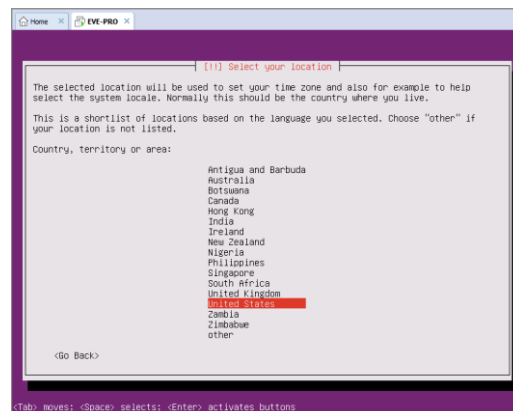 Home × EVE-PRO ×
[!!] Select your location
The selected location will be used to set your time zone and also for example to help
select the system locale. Normally this should be the country where you live.
This is a shortlist of locations based on the language you selected. Choose "other" if
your location is not listed.
Country, territory or area:
Antigua and Barbuda
Australia
Botswana
Canada
Hong Kong
India
Ireland
New Zealand
Nigeria
Philippines
Singapore
South Africa
United Kingdom
United States
Zambia
Zimbabwe
other
<Go Back>
<Tab> moves; <Space> selects; <Enter> activates buttons